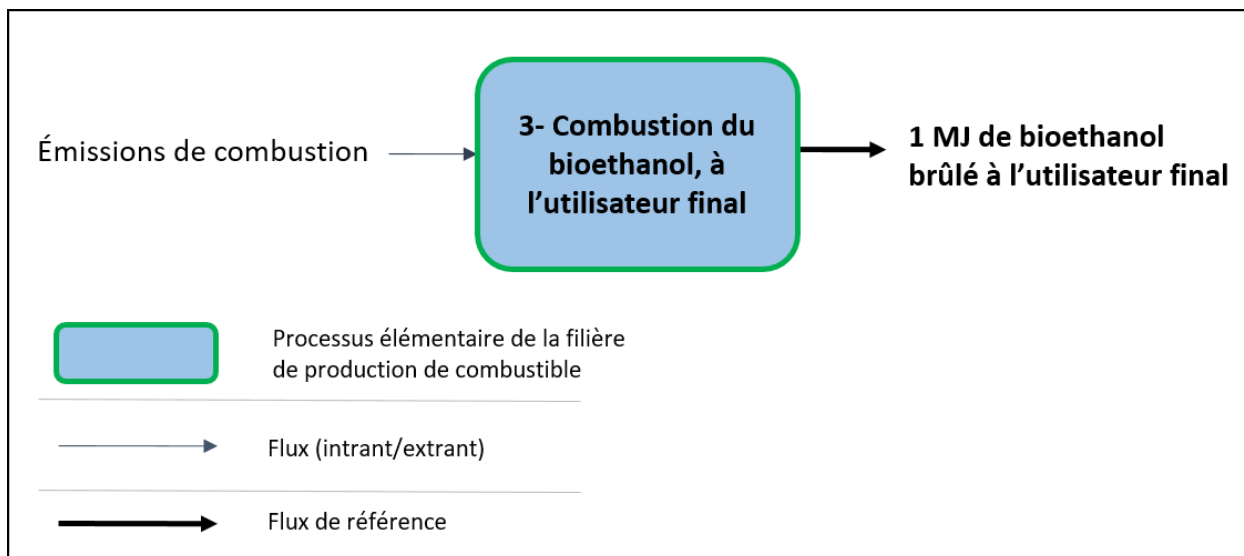 Émissions de combustion
3- Combustion du
bioethanol, à
l’utilisateur final
1 MJ de bioethanol
brûlé à l’utilisateur final
Processus élémentaire de la filière
de production de combustible
Flux (intrant/extrant)
Flux de référence